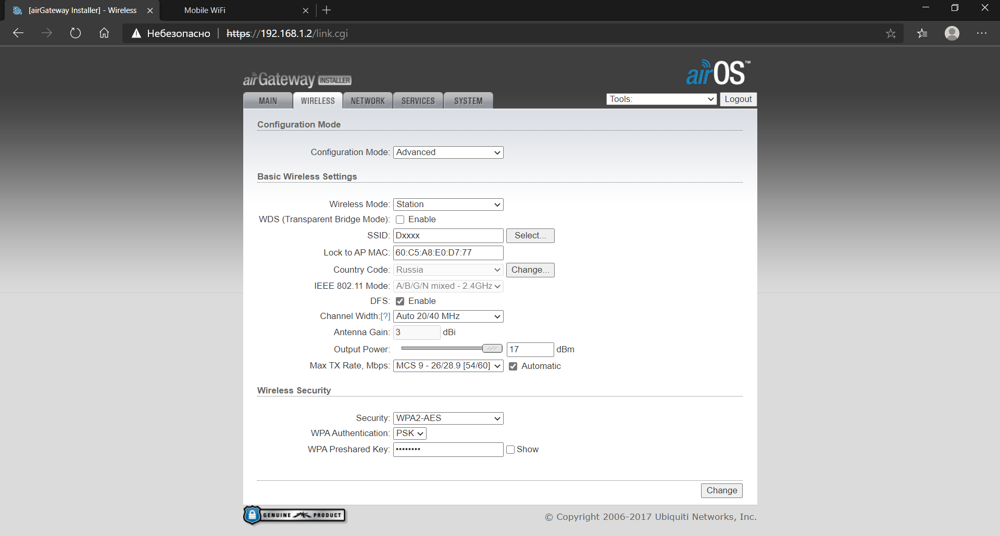 [airGateway Installer] - Wireless
Mobile WiFi
Небезопасно https://192.168.1.2/link.cgi
airGateway INSTALLER
airOS™
MAIN WIRELESS NETWORK SERVICES SYSTEM Tools: Logout
Configuration Mode
Configuration Mode: Advanced
Basic Wireless Settings
Wireless Mode: Station
WDS (Transparent Bridge Mode): Enable
SSID: Dxxxx Select...
Lock to AP MAC: 60:C5:A8:E0:D7:77
Country Code: Russia Change...
IEEE 802.11 Mode: A/B/G/N mixed - 2.4GHz
DFS: Enable
Channel Width:[?] Auto 20/40 MHz
Antenna Gain: 3 dBi
Output Power: 17 dBm
Max TX Rate, Mbps: MCS 9 - 26/28.9 [54/60] Automatic
Wireless Security
Security: WPA2-AES
WPA Authentication: PSK
WPA Preshared Key: •••••••• Show
Change
GENUINE PRODUCT
© Copyright 2006-2017 Ubiquiti Networks, Inc.